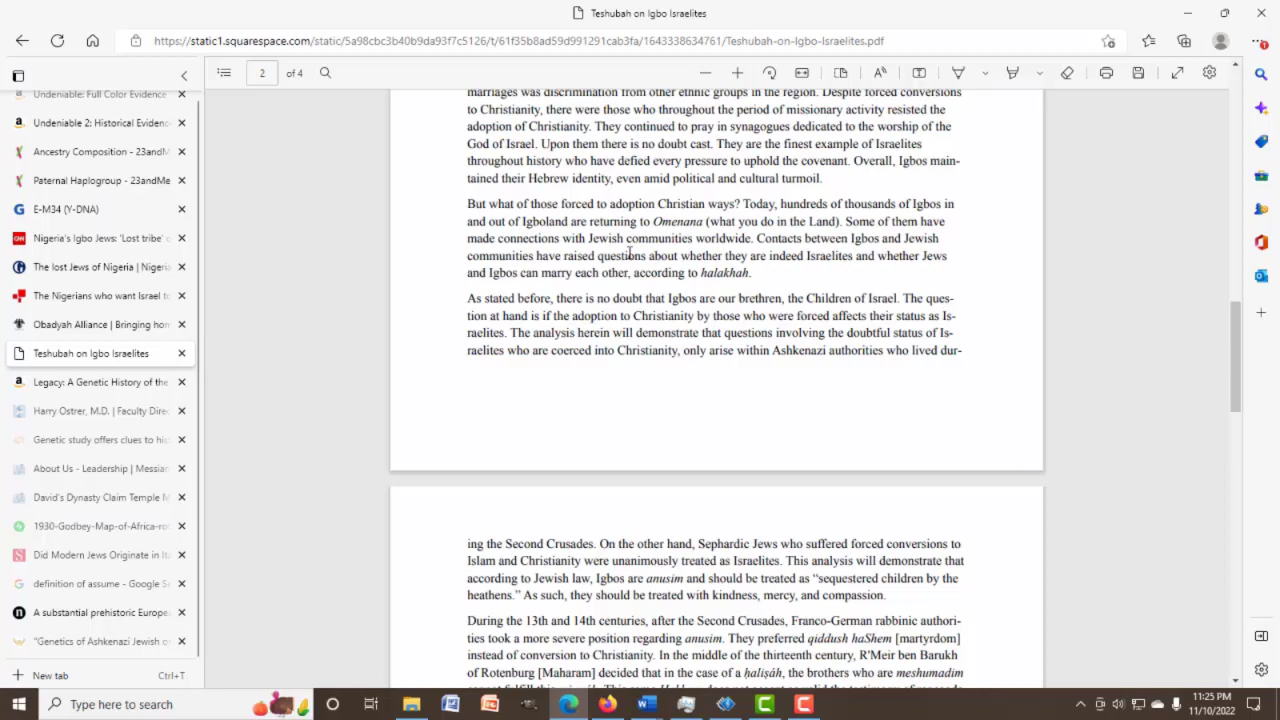 Teshubah on Igbo Israelites
https://static1.squarespace.com/static/5a98cbc3b40b9da93f7c5126/t/61f35b8ad59d991291cab3fa/1643338634761/Teshubah-on-Igbo-Israelites.pdf
2 of 4
Undeniable: Full Color Evidence
Undeniable 2: Historical Evidenc
Ancestry Composition - 23andM
Paternal Haplogroup - 23andMe
E-M34 (Y-DNA)
Nigeria's Igbo Jews: 'Lost tribe' o
The lost Jews of Nigeria | Nigeria
The Nigerians who want Israel to
Obadyah Alliance | Bringing hom
Teshubah on Igbo Israelites
Legacy: A Genetic History of the
Harry Ostrer, M.D. | Faculty Direc
Genetic study offers clues to his
About Us - Leadership | Messian
David's Dynasty Claim Temple M
1930-Godbey-Map-of-Africa-ro
Did Modern Jews Originate in Ita
definition of assume - Google S
A substantial prehistoric Europea
"Genetics of Ashkenazi Jewish o
New tab Ctrl+T
marriages was discrimination from other ethnic groups in the region. Despite forced conversions
to Christianity, there were those who throughout the period of missionary activity resisted the
adoption of Christianity. They continued to pray in synagogues dedicated to the worship of the
God of Israel. Upon them there is no doubt cast. They are the finest example of Israelites
throughout history who have defied every pressure to uphold the covenant. Overall, Igbos main-
tained their Hebrew identity, even amid political and cultural turmoil.
But what of those forced to adoption Christian ways? Today, hundreds of thousands of Igbos in
and out of Igboland are returning to Omenana (what you do in the Land). Some of them have
made connections with Jewish communities worldwide. Contacts between Igbos and Jewish
communities have raised questions about whether they are indeed Israelites and whether Jews
and Igbos can marry each other, according to halakhah.
As stated before, there is no doubt that Igbos are our brethren, the Children of Israel. The ques-
tion at hand is if the adoption to Christianity by those who were forced affects their status as Is-
raelites. The analysis herein will demonstrate that questions involving the doubtful status of Is-
raelites who are coerced into Christianity, only arise within Ashkenazi authorities who lived dur-
ing the Second Crusades. On the other hand, Sephardic Jews who suffered forced conversions to
Islam and Christianity were unanimously treated as Israelites. This analysis will demonstrate that
according to Jewish law, Igbos are anusim and should be treated as “sequestered children by the
heathens.” As such, they should be treated with kindness, mercy, and compassion.
During the 13th and 14th centuries, after the Second Crusades, Franco-German rabbinic authori-
ties took a more severe position regarding anusim. They preferred qiddush haShem [martyrdom]
instead of conversion to Christianity. In the middle of the thirteenth century, R'Meir ben Barukh
of Rotenburg [Maharam] decided that in the case of a ḥaliṣáh, the brothers who are meshumadim
Type here to search
11:25 PM
11/10/2022